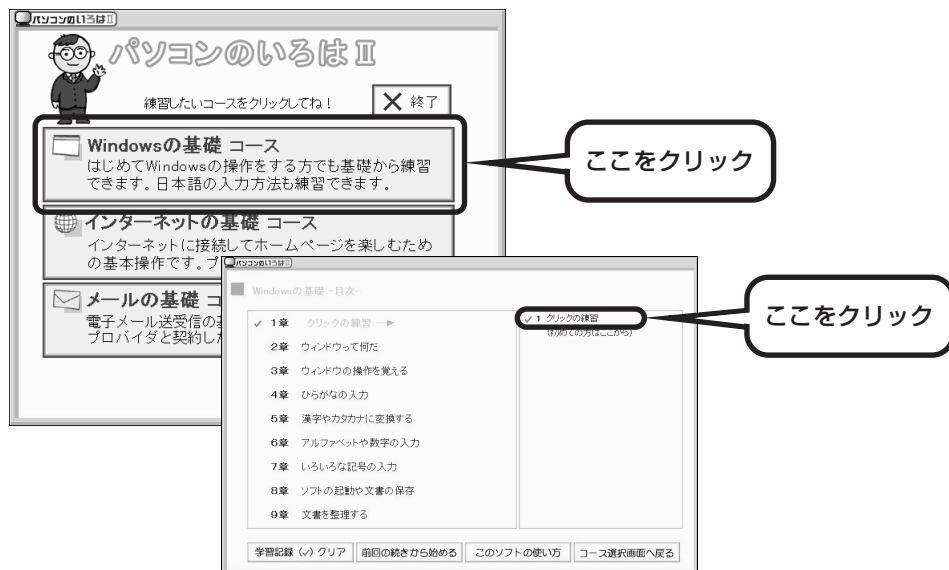 パソコンのいろはⅡ
パソコンのいろはⅡ
練習したいコースをクリックしてね！
終了
Windowsの基礎 コース
はじめてWindowsの操作をする方でも基礎から練習
できます。日本語の入力方法も練習できます。
ここをクリック
インターネットの基礎 コース
インターネットに接続してホームページを楽しむため
の基本操作です。プ
メールの基礎 コ
電子メール送受信の
プロバイダと契約し
パソコンのいろはⅡ
Windowsの基礎 -目次-
✓ 1章 クリックの練習
2章 ウィンドウって何だ
3章 ウィンドウの操作を覚える
4章 ひらがなの入力
5章 漢字やカタカナに変換する
6章 アルファベットや数字の入力
7章 いろいろな記号の入力
8章 ソフトの起動や文書の保存
9章 文書を整理する
✓ 1 クリックの練習
(初めての方はここから)
ここをクリック
学習記録 (✓) クリア
前回の続きから始める
このソフトの使い方
コース選択画面へ戻る